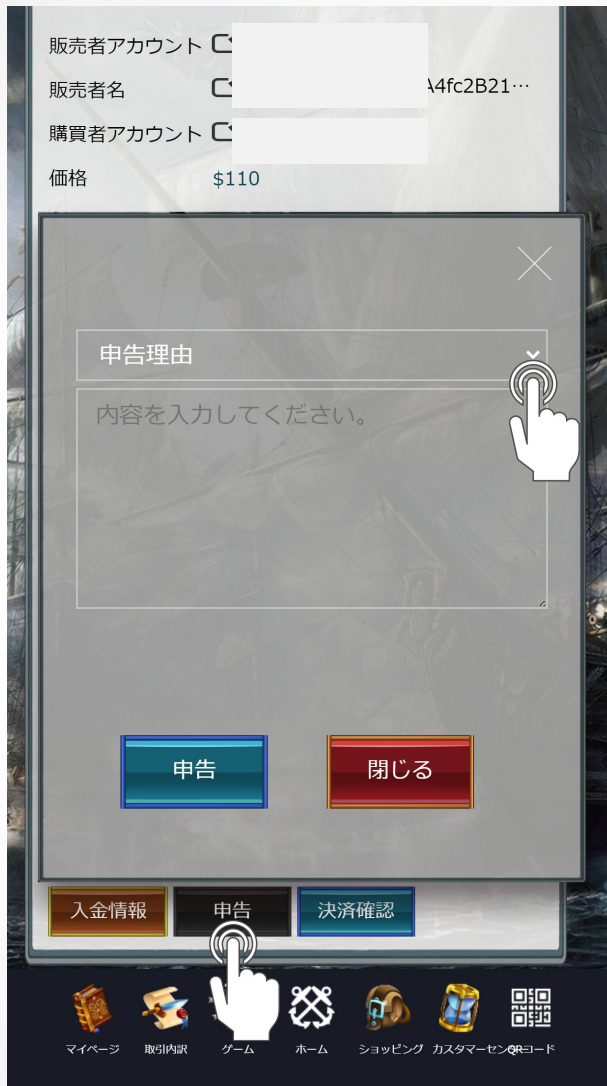 販売者アカウント
販売者名
4fc2B21…
購買者アカウント
価格 $110
申告理由
内容を入力してください。
申告 閉じる
入金情報 申告 決済確認
マイページ 取引内訳 ゲーム ホーム ショッピング カスタマーセンター QRコード